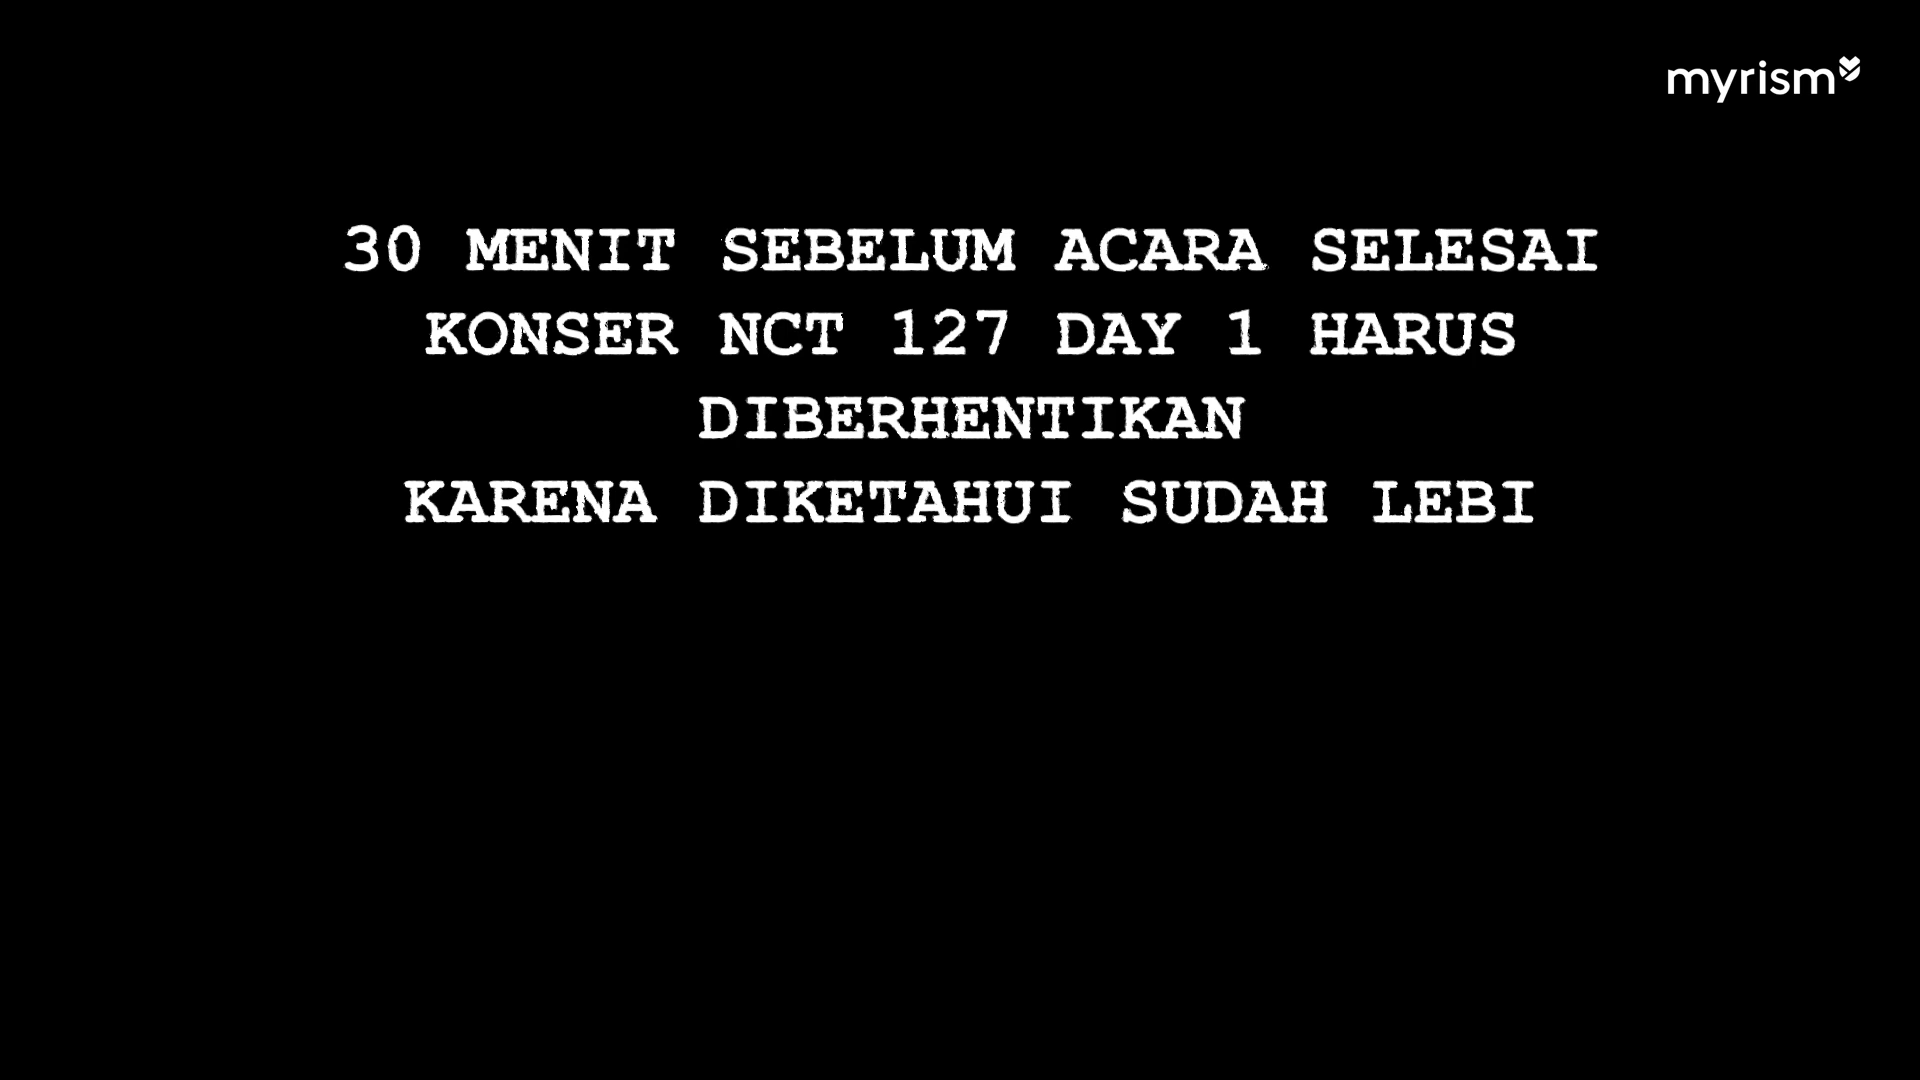 myrism
30 MENIT SEBELUM ACARA SELESAI
KONSER NCT 127 DAY 1 HARUS
DIBERHENTIKAN
KARENA DIKETAHUI SUDAH LEBI